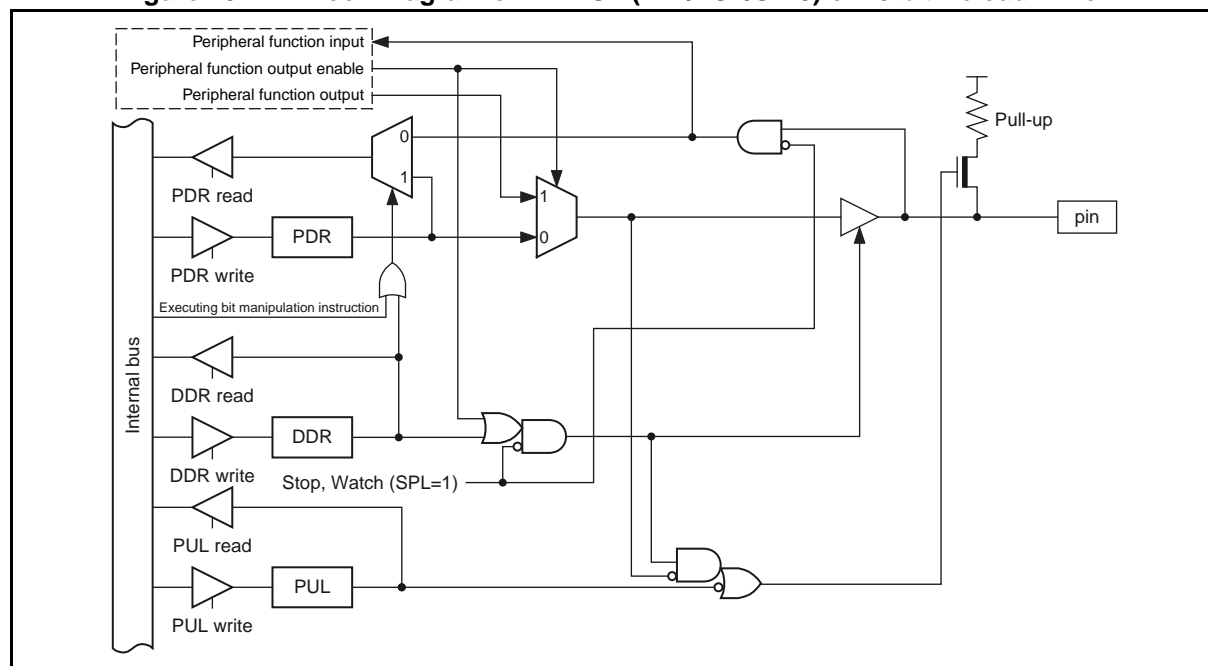 Peripheral function input
Peripheral function output enable
Peripheral function output
Pull-up
0
1
PDR read
1
pin
PDR
0
PDR write
Executing bit manipulation instruction
Internal bus
DDR read
DDR
DDR write
Stop, Watch (SPL=1)
PUL read
PUL
PUL write